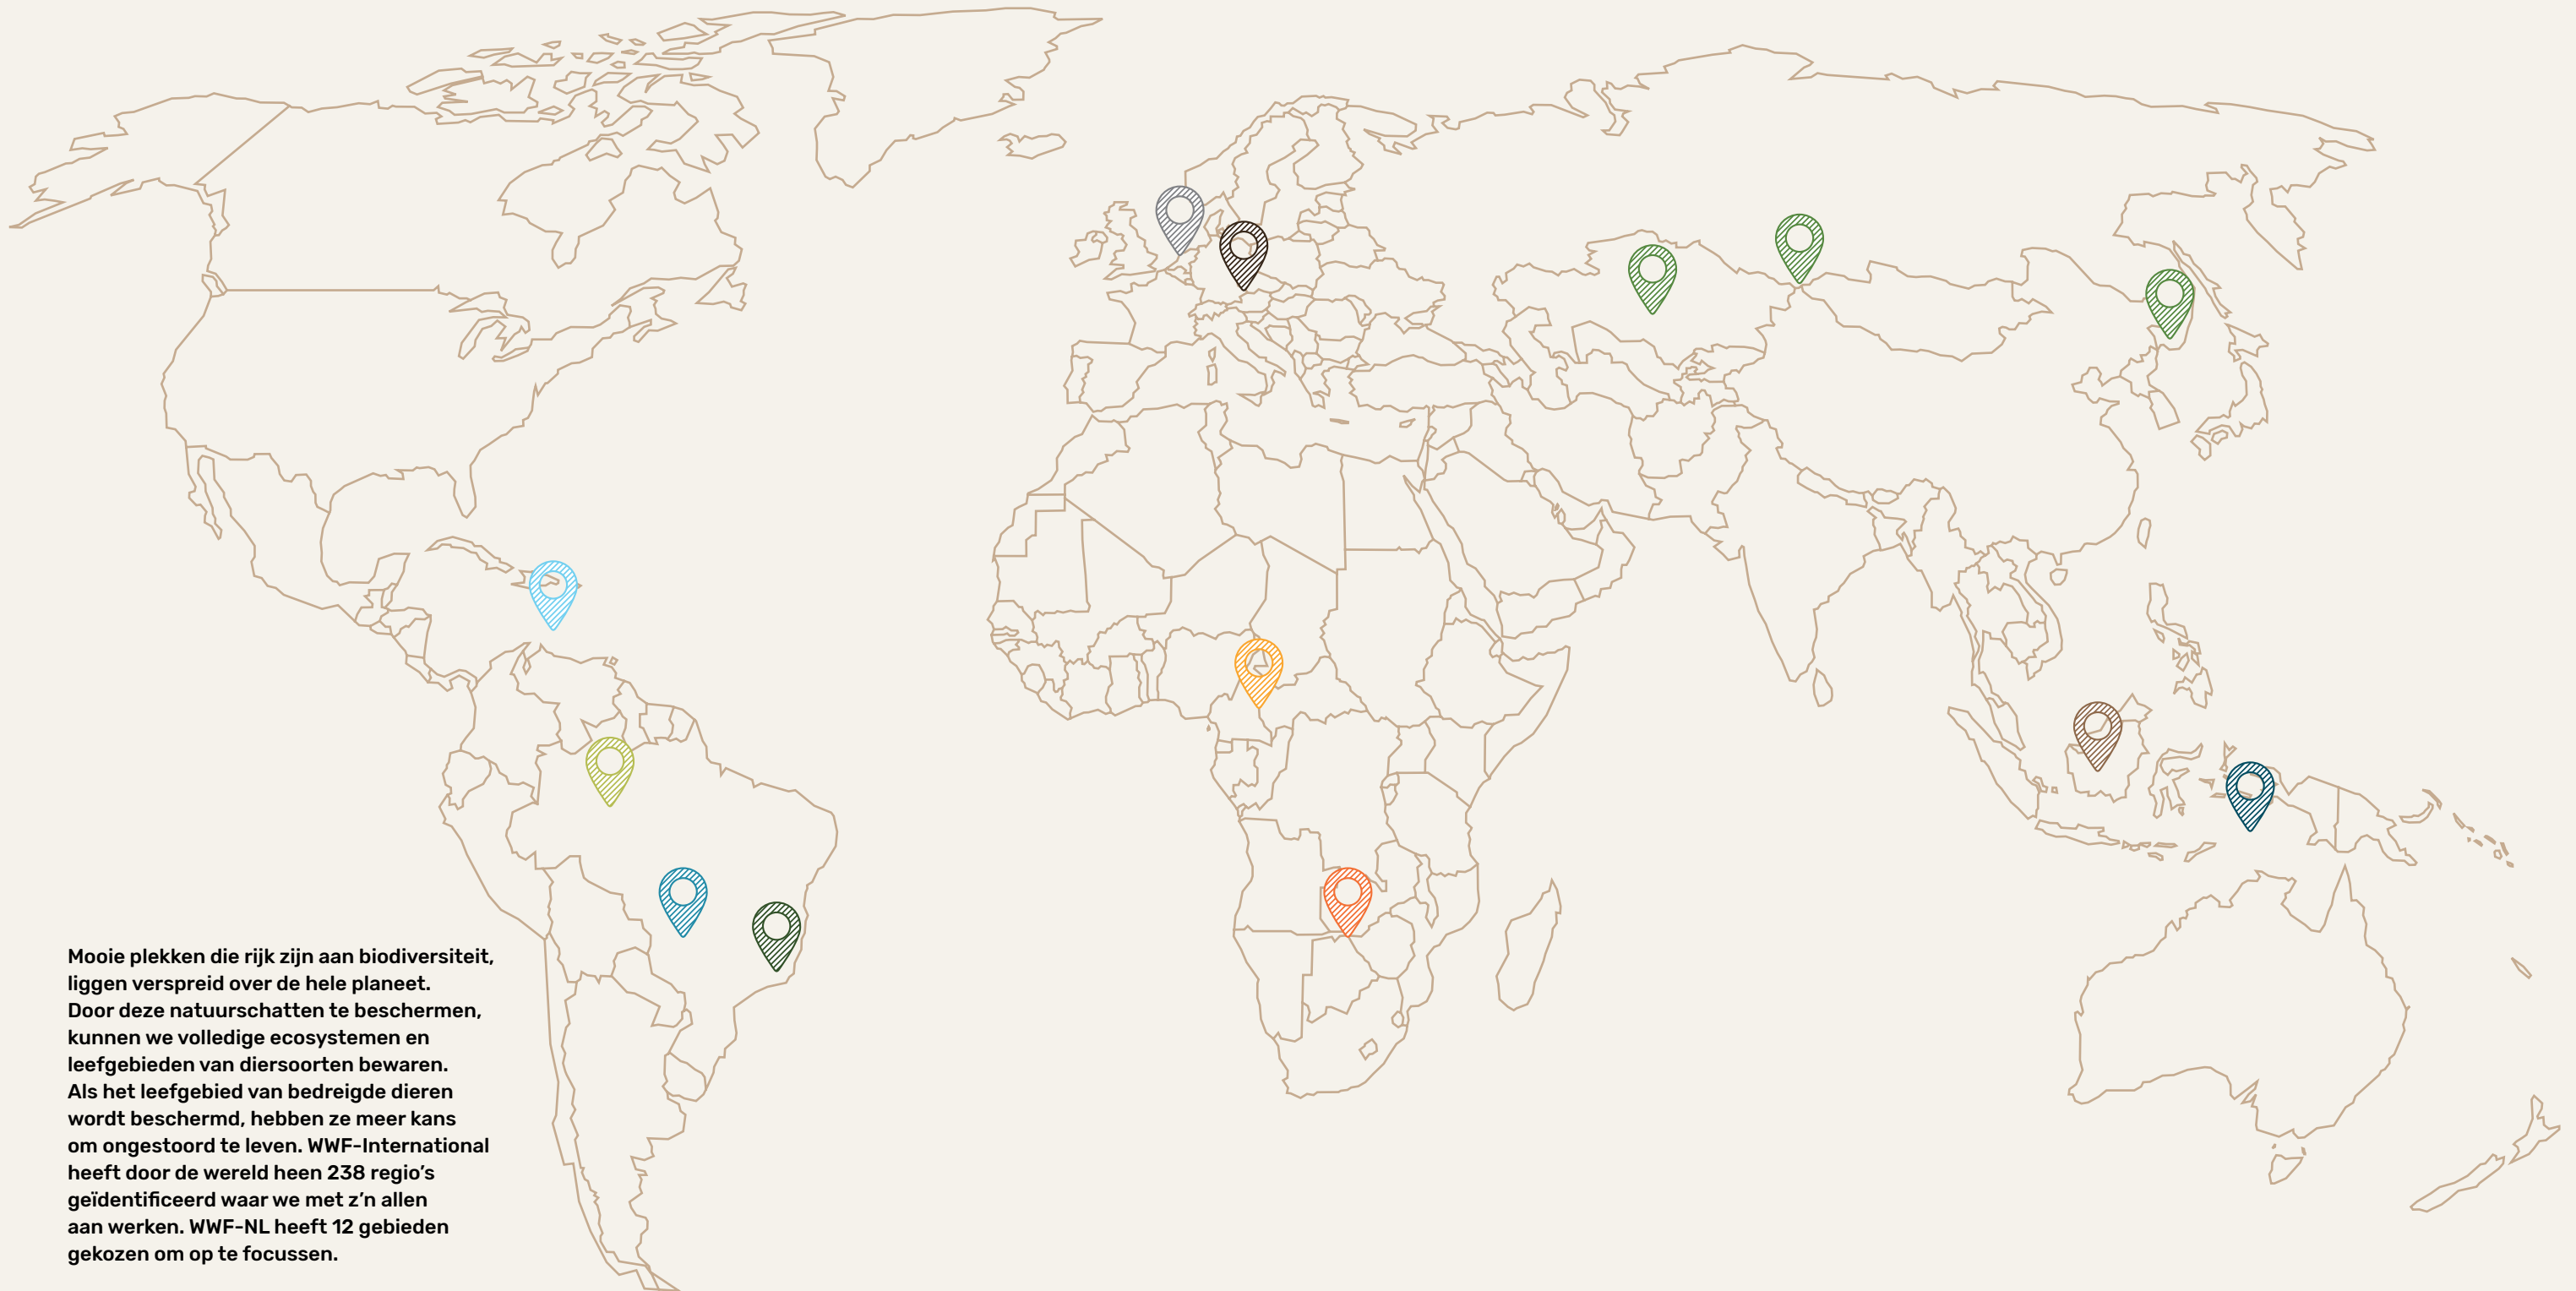 Mooie plekken die rijk zijn aan biodiversiteit,
liggen verspreid over de hele planeet.
Door deze natuurschatten te beschermen,
kunnen we volledige ecosystemen en
leefgebieden van diersoorten bewaren.
Als het leefgebied van bedreigde dieren
wordt beschermd, hebben ze meer kans
om ongestoord te leven. WWF-International
heeft door de wereld heen 238 regio’s
geïdentificeerd waar we met z’n allen
aan werken. WWF-NL heeft 12 gebieden
gekozen om op te focussen.